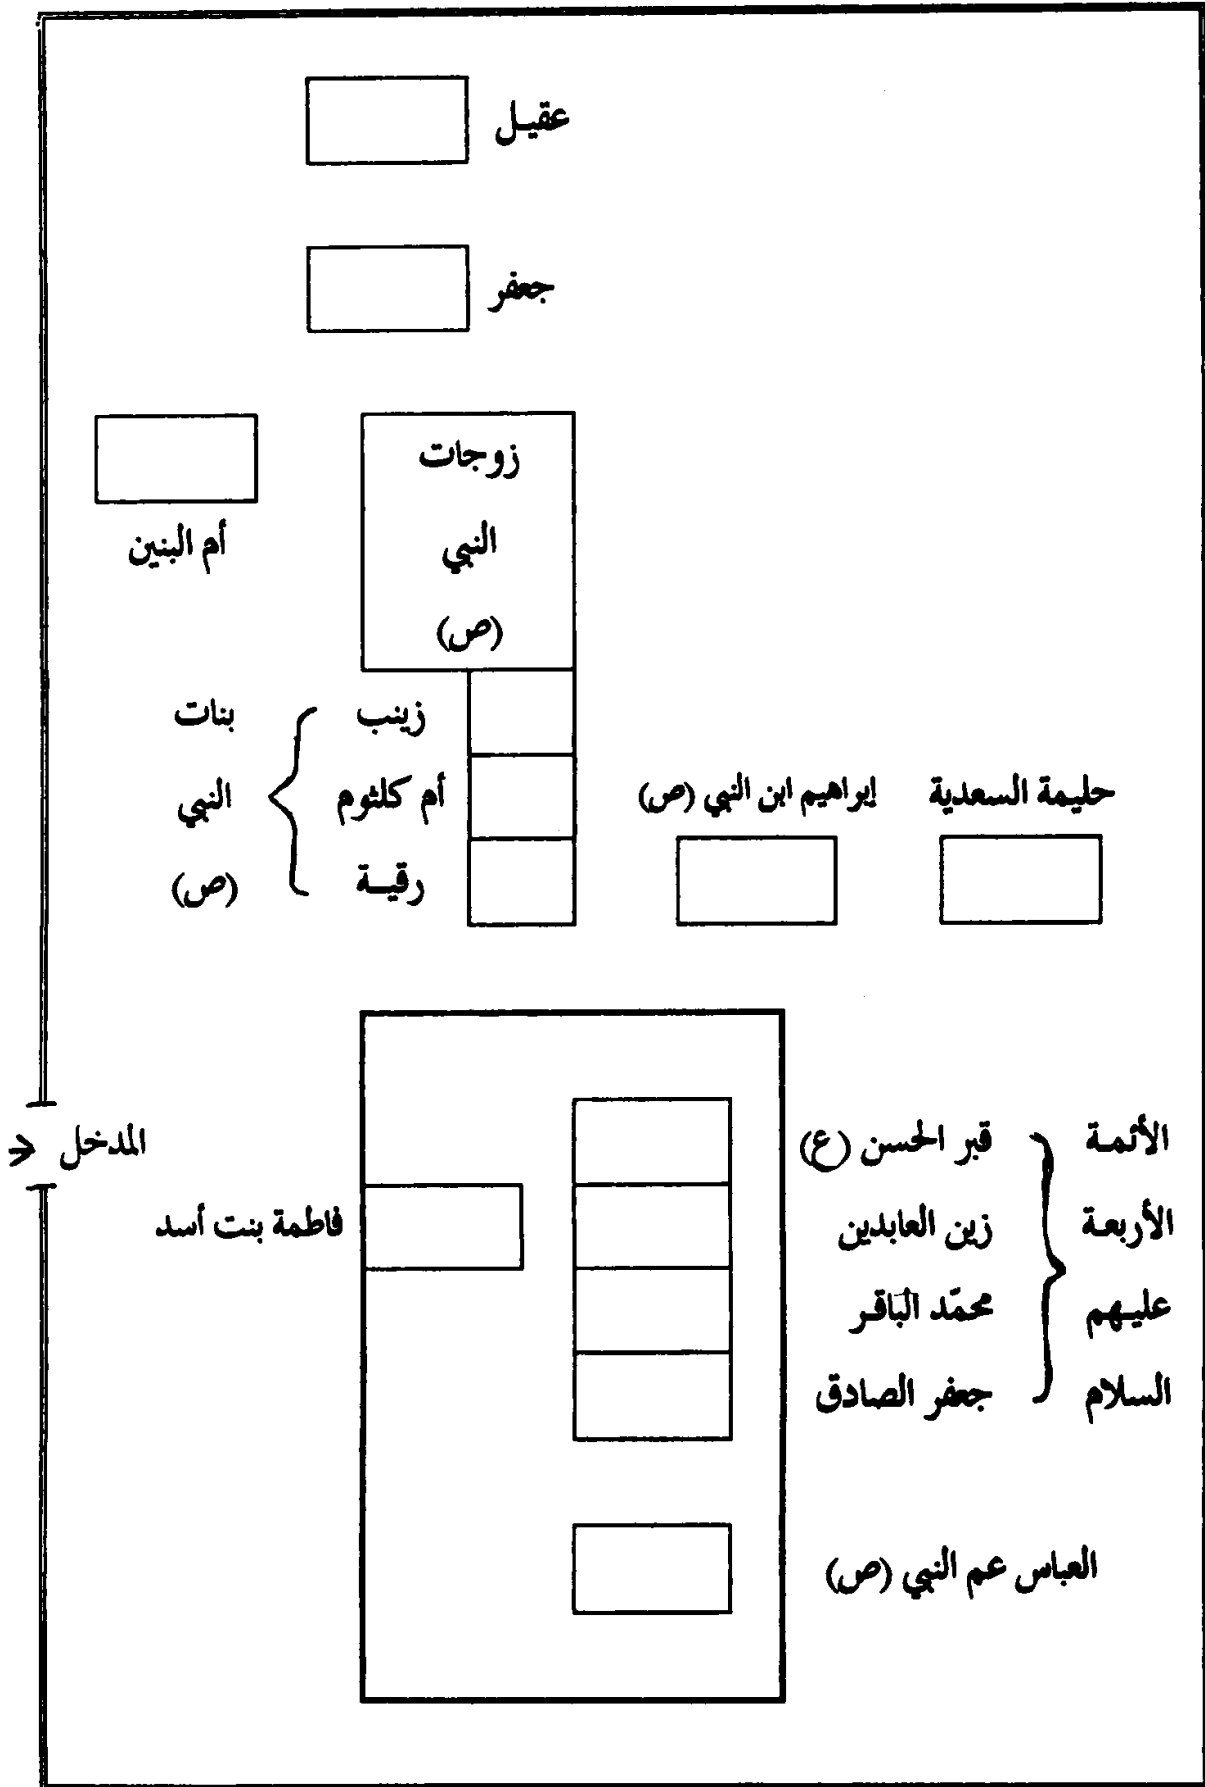 عقيل
جعفر
زوجات
النبي
(ص)
أم البنين
زينب
أم كلثوم
رقية
بنات
النبي
(ص)
حليمة السعدية
إبراهيم ابن النبي (ص)
الأئمة
الأربعة
عليهم
السلام
قبر الحسن (ع)
زين العابدين
محمّد الباقر
جعفر الصادق
فاطمة بنت أسد
المدخل
العباس عم النبي (ص)